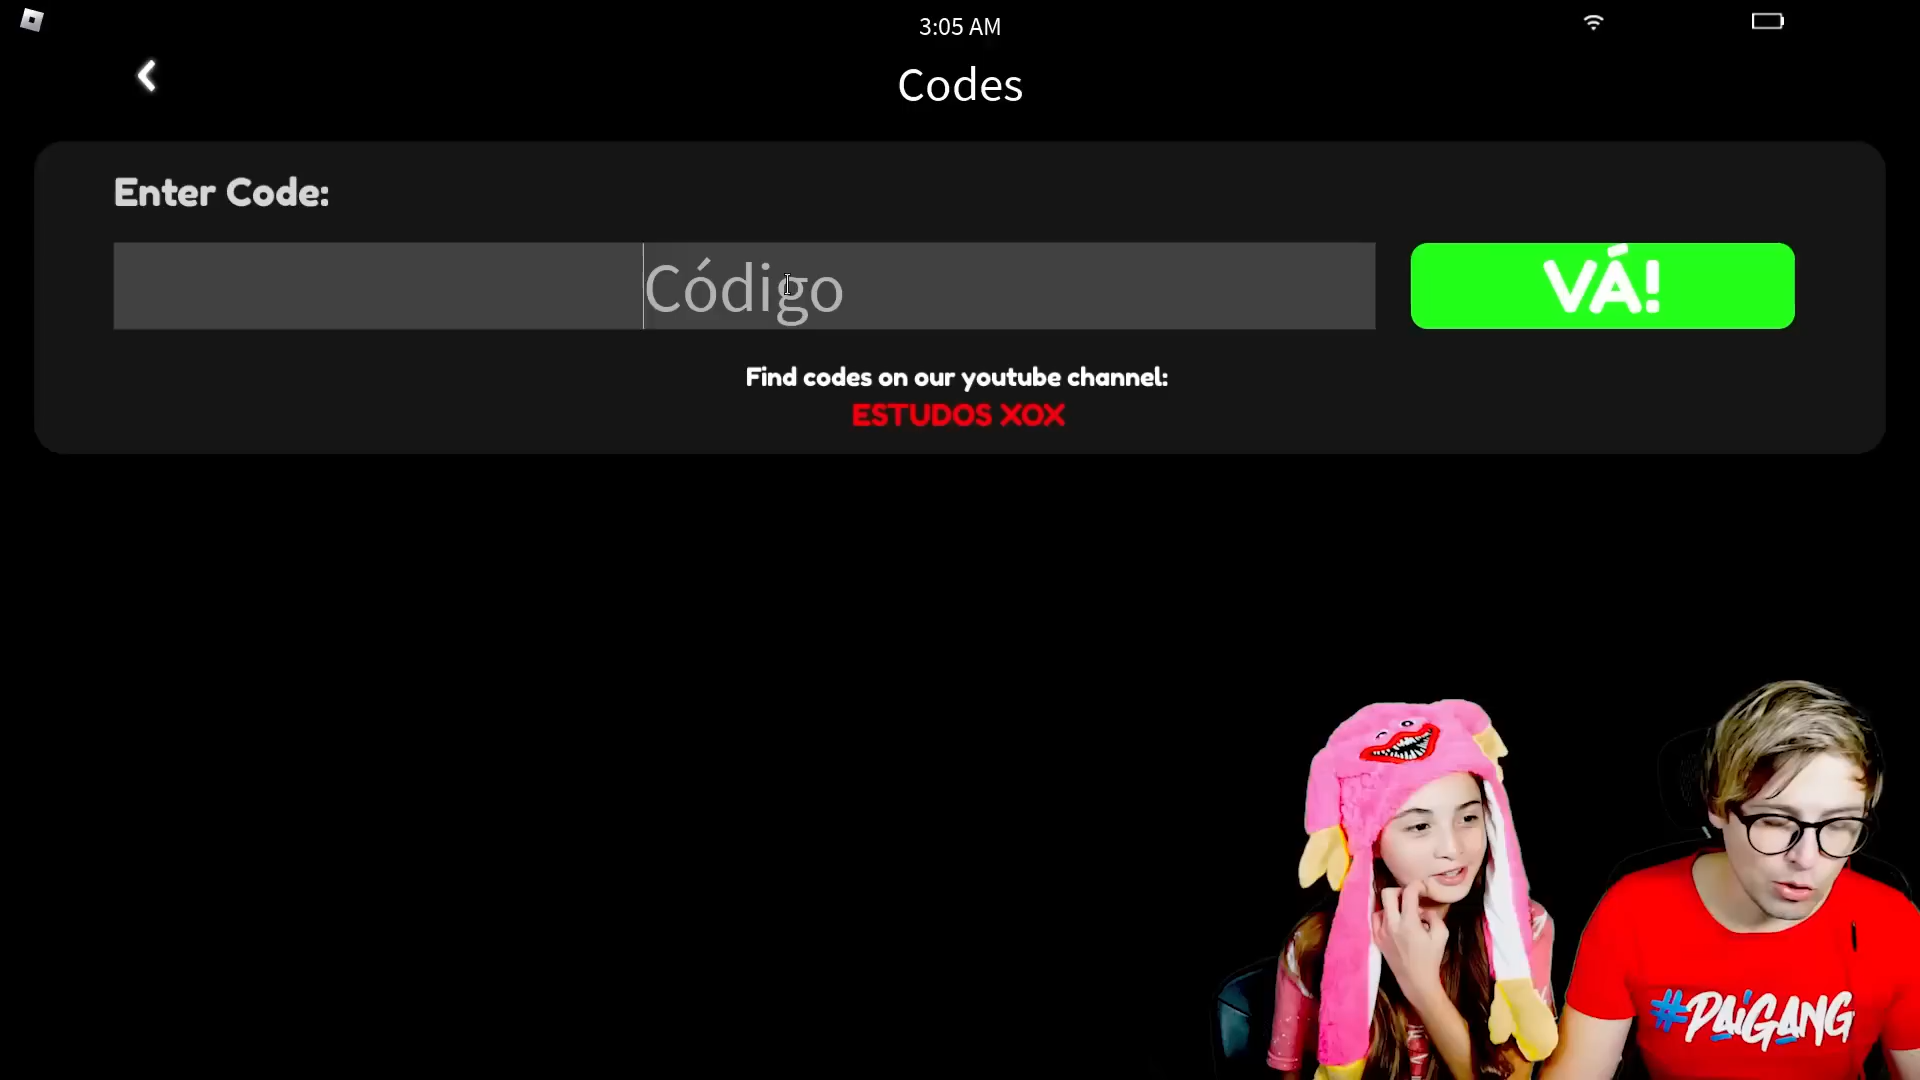 3:05 AM
Codes
Enter Code:
Código
VÁ!
Find codes on our youtube channel:
ESTUDOS XOX
#PAiGANG